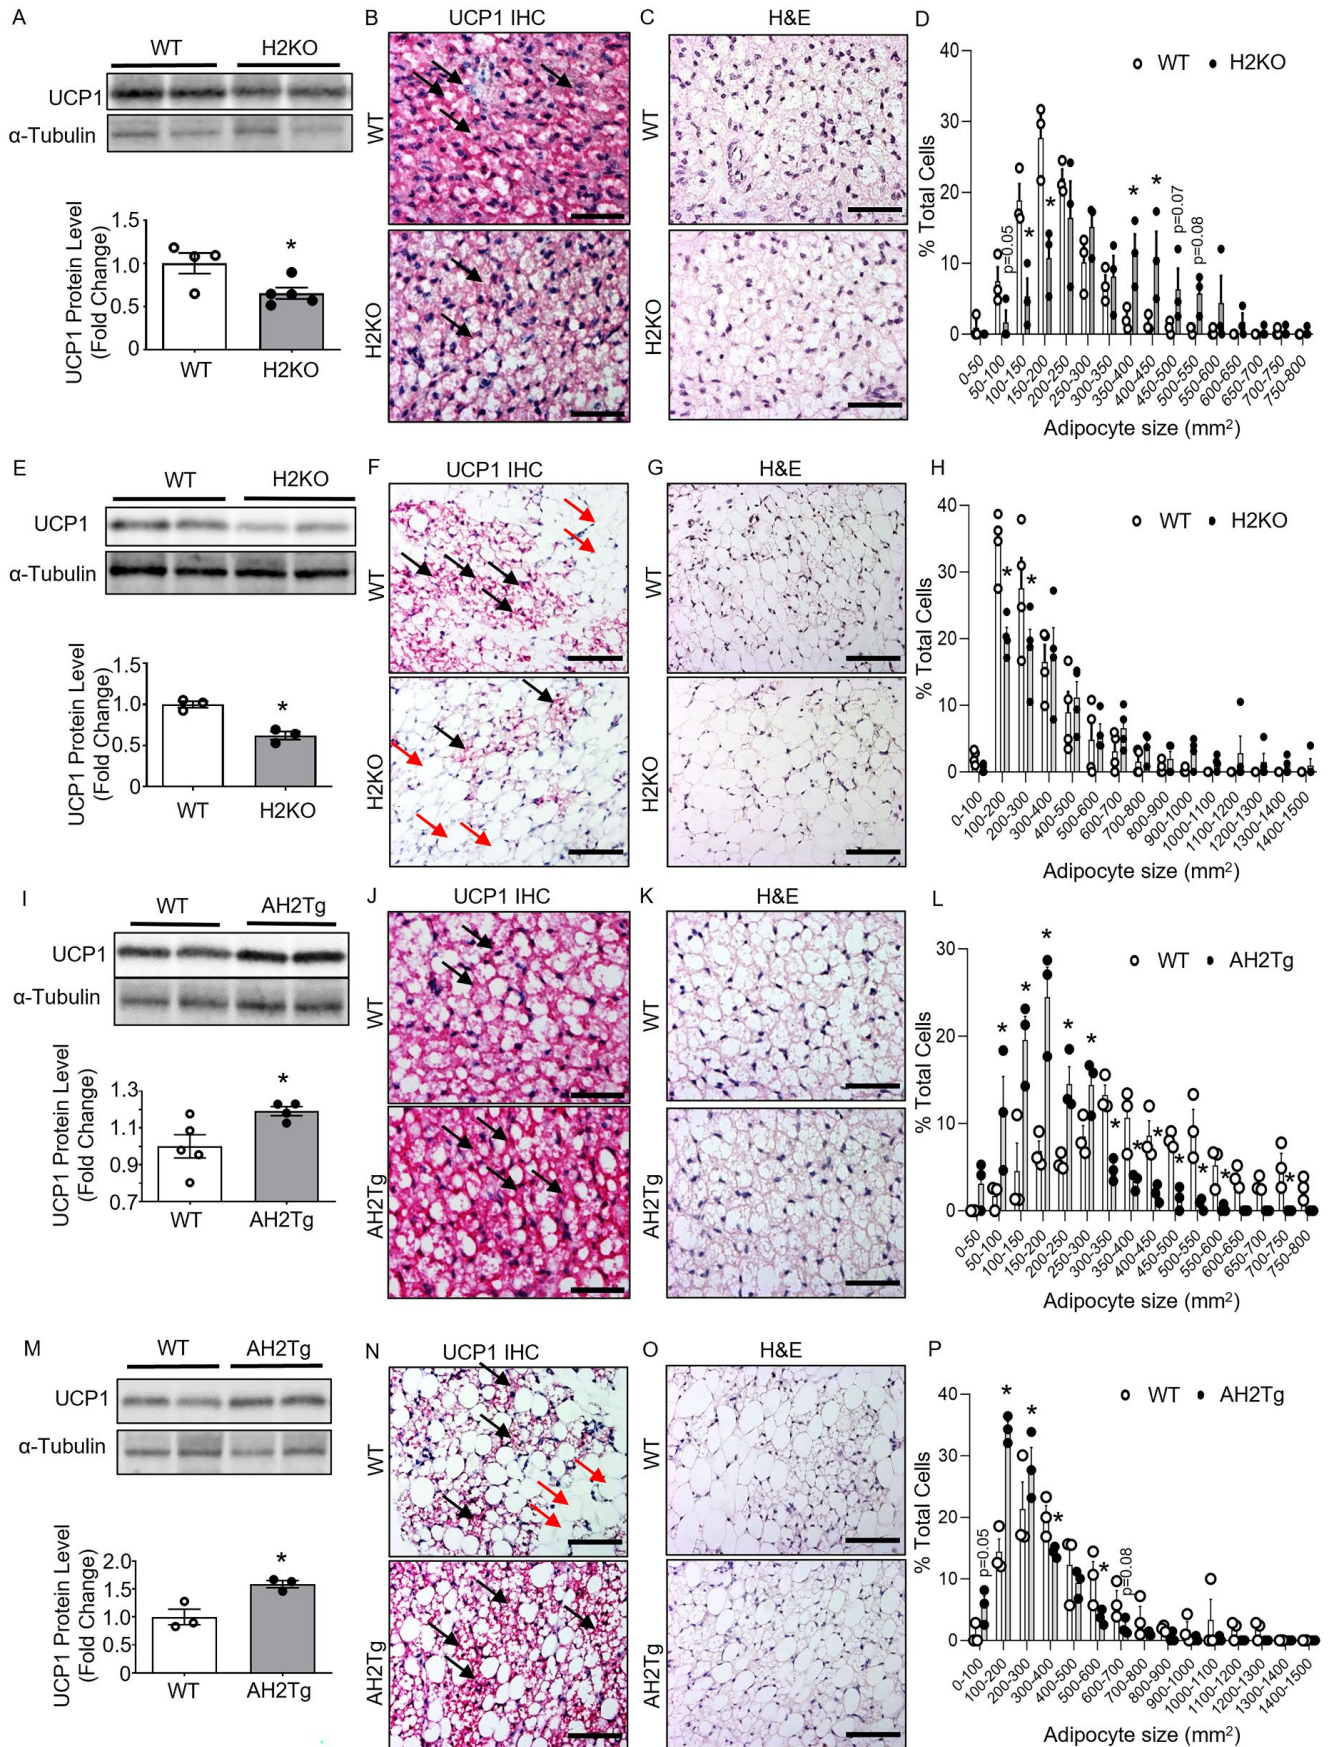 A
WT H2KO
UCP1
α-Tubulin
UCP1 Protein Level
(Fold Change)
1.5
1.0
0.5
0
WT H2KO
B
UCP1 IHC
WT
H2KO
C
H&E
WT
H2KO
D
WT H2KO
% Total Cells
40
30
20
10
0
p=0.05
*
*
*
*
p=0.07
p=0.08
0-50
50-100
100-150
150-200
200-250
250-300
300-350
350-400
400-450
450-500
500-550
550-600
600-650
650-700
700-750
750-800
Adipocyte size (mm²)
E
WT H2KO
UCP1
α-Tubulin
UCP1 Protein Level
(Fold Change)
1.5
1.0
0.5
0
*
WT H2KO
F
UCP1 IHC
WT
H2KO
G
H&E
WT
H2KO
H
WT H2KO
% Total Cells
40
30
20
10
0
*
*
0-100
100-200
200-300
300-400
400-500
500-600
600-700
700-800
800-900
900-1000
1000-1100
1100-1200
1200-1300
1300-1400
1400-1500
Adipocyte size (mm²)
I
WT AH2Tg
UCP1
α-Tubulin
UCP1 Protein Level
(Fold Change)
1.3
1.1
0.9
0.7
*
WT AH2Tg
J
UCP1 IHC
WT
AH2Tg
K
H&E
WT
AH2Tg
L
WT AH2Tg
% Total Cells
30
20
10
0
*
*
*
*
*
*
*
*
*
*
*
*
0-50
50-100
100-150
150-200
200-250
250-300
300-350
350-400
400-450
450-500
500-550
550-600
600-650
650-700
700-750
750-800
Adipocyte size (mm²)
M
WT AH2Tg
UCP1
α-Tubulin
UCP1 Protein Level
(Fold Change)
2.0
1.5
1.0
0.5
0
*
WT AH2Tg
N
UCP1 IHC
WT
AH2Tg
O
H&E
WT
AH2Tg
P
WT AH2Tg
% Total Cells
40
30
20
10
0
p=0.05
*
*
*
*
p=0.08
0-100
100-200
200-300
300-400
400-500
500-600
600-700
700-800
800-900
900-1000
1000-1100
1100-1200
1200-1300
1300-1400
1400-1500
Adipocyte size (mm²)